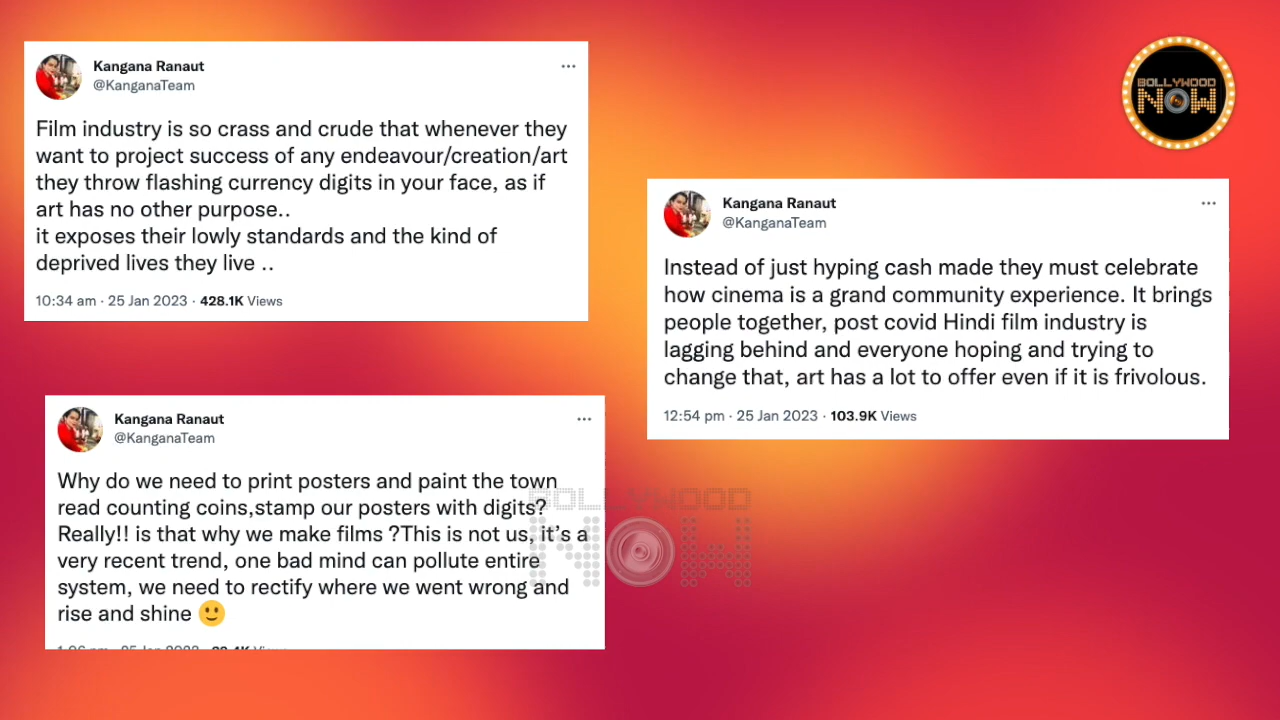 Kangana Ranaut
@KanganaTeam
Film industry is so crass and crude that whenever they
want to project success of any endeavour/creation/art
they throw flashing currency digits in your face, as if
art has no other purpose..
it exposes their lowly standards and the kind of
deprived lives they live ..
10:34 am · 25 Jan 2023 · 428.1K Views
BOLLYWOOD
NOW
Kangana Ranaut
@KanganaTeam
Instead of just hyping cash made they must celebrate
how cinema is a grand community experience. It brings
people together, post covid Hindi film industry is
lagging behind and everyone hoping and trying to
change that, art has a lot to offer even if it is frivolous.
12:54 pm · 25 Jan 2023 · 103.9K Views
Kangana Ranaut
@KanganaTeam
Why do we need to print posters and paint the town
read counting coins,stamp our posters with digits?
Really!! is that why we make films ?This is not us, it's a
very recent trend, one bad mind can pollute entire
system, we need to rectify where we went wrong and
rise and shine 🙂
BOLLYWOOD
NOW